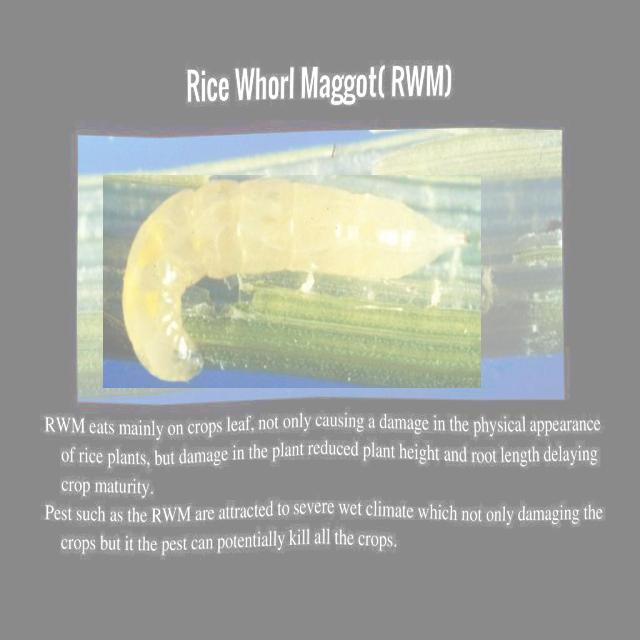 Rice Whorl Maggot( RWM)
RWM eats mainly on crops leaf, not only causing a damage in the physical appearance
of rice plants, but damage in the plant reduced plant height and root length delaying
crop maturity.
Pest such as the RWM are attracted to severe wet climate which not only damaging the
crops but it the pest can potentially kill all the crops.